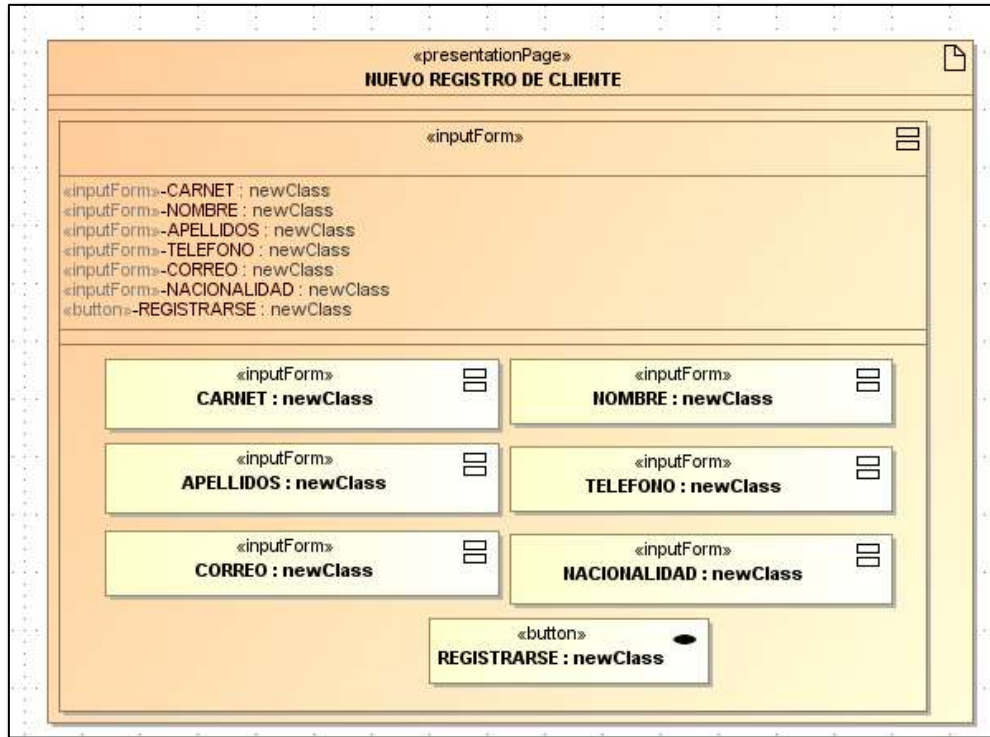 «presentationPage»
NUEVO REGISTRO DE CLIENTE
«inputForm»
«inputForm»-CARNET : newClass
«inputForm»-NOMBRE : newClass
«inputForm»-APELLIDOS : newClass
«inputForm»-TELEFONO : newClass
«inputForm»-CORREO : newClass
«inputForm»-NACIONALIDAD : newClass
«button»-REGISTRARSE : newClass
«inputForm»
CARNET : newClass
«inputForm»
NOMBRE : newClass
«inputForm»
APELLIDOS : newClass
«inputForm»
TELEFONO : newClass
«inputForm»
CORREO : newClass
«inputForm»
NACIONALIDAD : newClass
«button»
REGISTRARSE : newClass